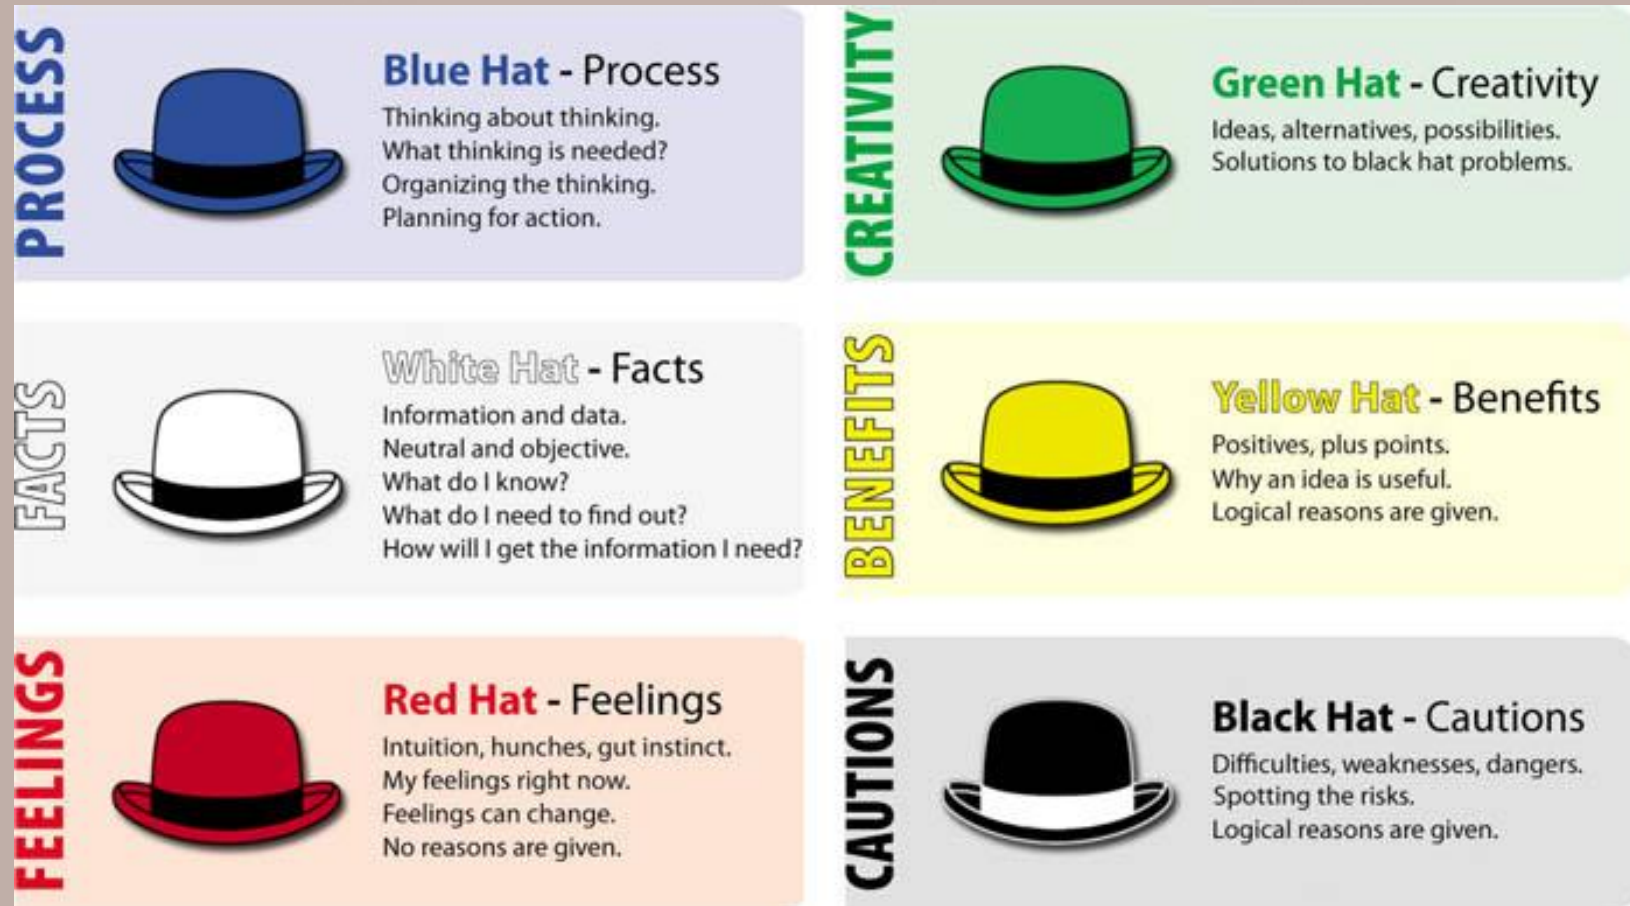 PROCESS
Blue Hat - Process
Thinking about thinking.
What thinking is needed?
Organizing the thinking.
Planning for action.
CREATIVITY
Green Hat - Creativity
Ideas, alternatives, possibilities.
Solutions to black hat problems.
FACTS
White Hat - Facts
Information and data.
Neutral and objective.
What do I know?
What do I need to find out?
How will I get the information I need?
BENEFITS
Yellow Hat - Benefits
Positives, plus points.
Why an idea is useful.
Logical reasons are given.
FEELINGS
Red Hat - Feelings
Intuition, hunches, gut instinct.
My feelings right now.
Feelings can change.
No reasons are given.
CAUTIONS
Black Hat - Cautions
Difficulties, weaknesses, dangers.
Spotting the risks.
Logical reasons are given.